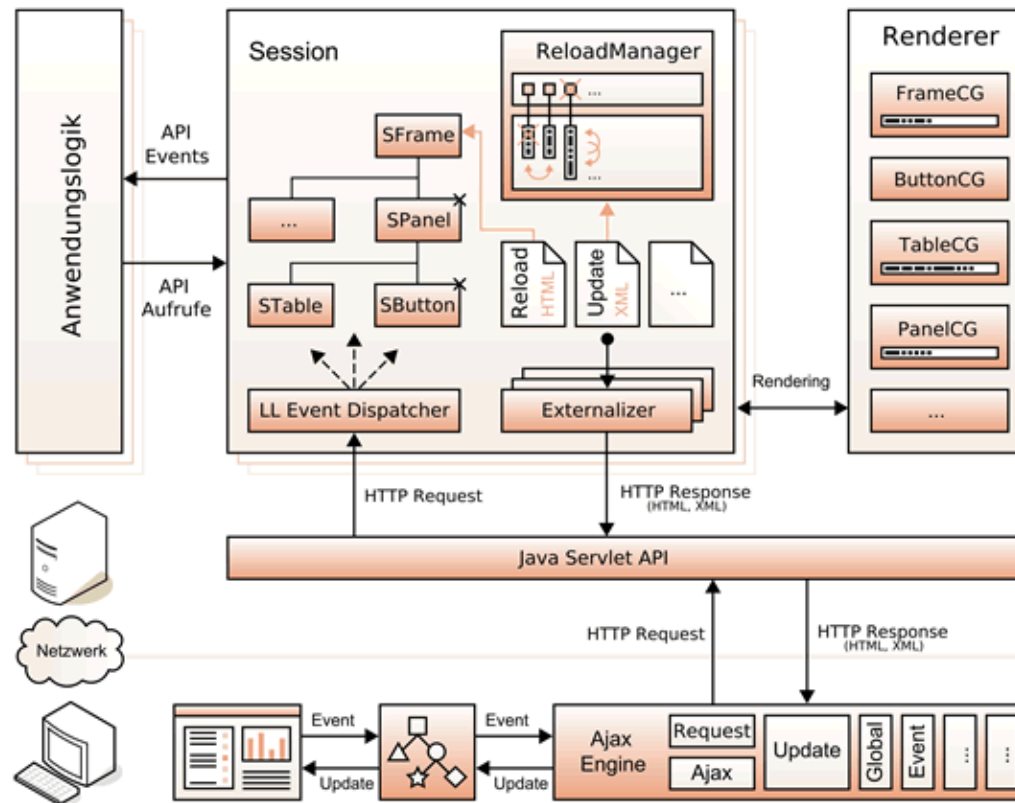 Anwendungslogik
API
Events
API
Aufrufe
Session
ReloadManager
...
...
SFrame
...
SPanel
STable
SButton
Reload
HTML
Update
XML
...
LL Event Dispatcher
Externalizer
Rendering
Renderer
FrameCG
ButtonCG
TableCG
PanelCG
...
HTTP Request
HTTP Response
(HTML, XML)
Java Servlet API
Netzwerk
HTTP Request
HTTP Response
(HTML, XML)
Event
Update
Event
Update
Ajax
Engine
Request
Ajax
Update
Global
Event
...
...